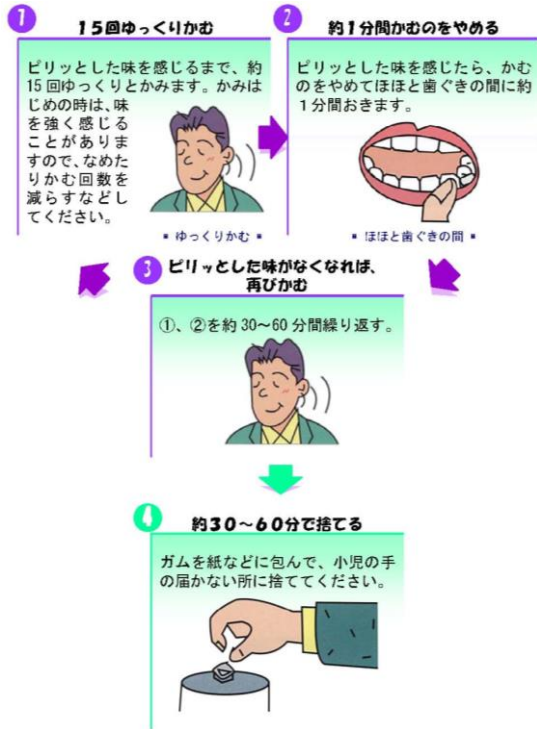 1
15回ゆっくりかむ
ピリッとした味を感じるまで、約
15回ゆっくりとかみます。かみは
じめの時は、味
を強く感じる
ことがありま
すので、なめた
りかむ回数を
減らすなどし
てください。
▪ ゆっくりかむ ▪
2
約1分間かむのをやめる
ピリッとした味を感じたら、かむ
のをやめてほほと歯ぐきの間に約
1分間おきます。
▪ ほほと歯ぐきの間 ▪
3
ピリッとした味がなくなれば、
再びかむ
①、②を約30~60分間繰り返す。
4
約30~60分で捨てる
ガムを紙などに包んで、小児の手
の届かない所に捨ててください。